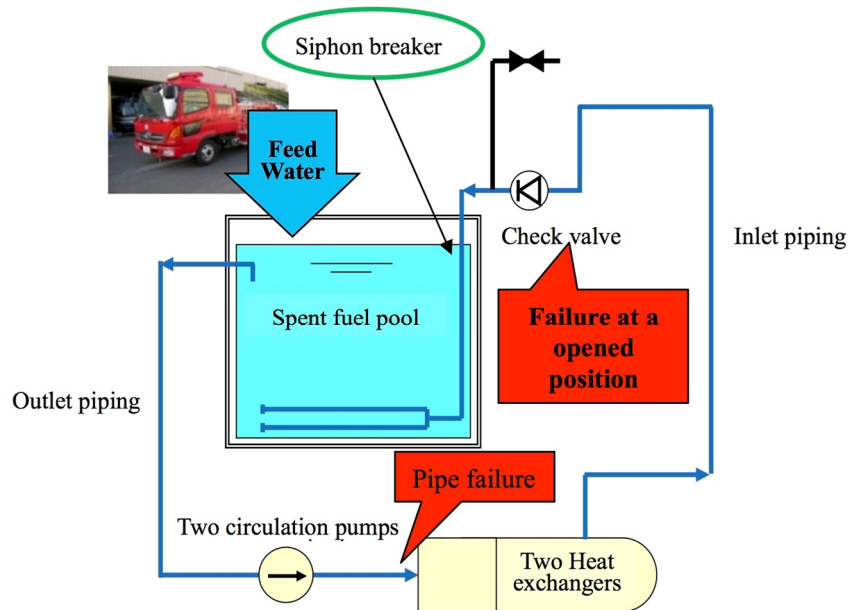 Siphon breaker
Feed
Water
Check valve
Inlet piping
Failure at a
opened
position
Spent fuel pool
Outlet piping
Pipe failure
Two circulation pumps
Two Heat
exchangers